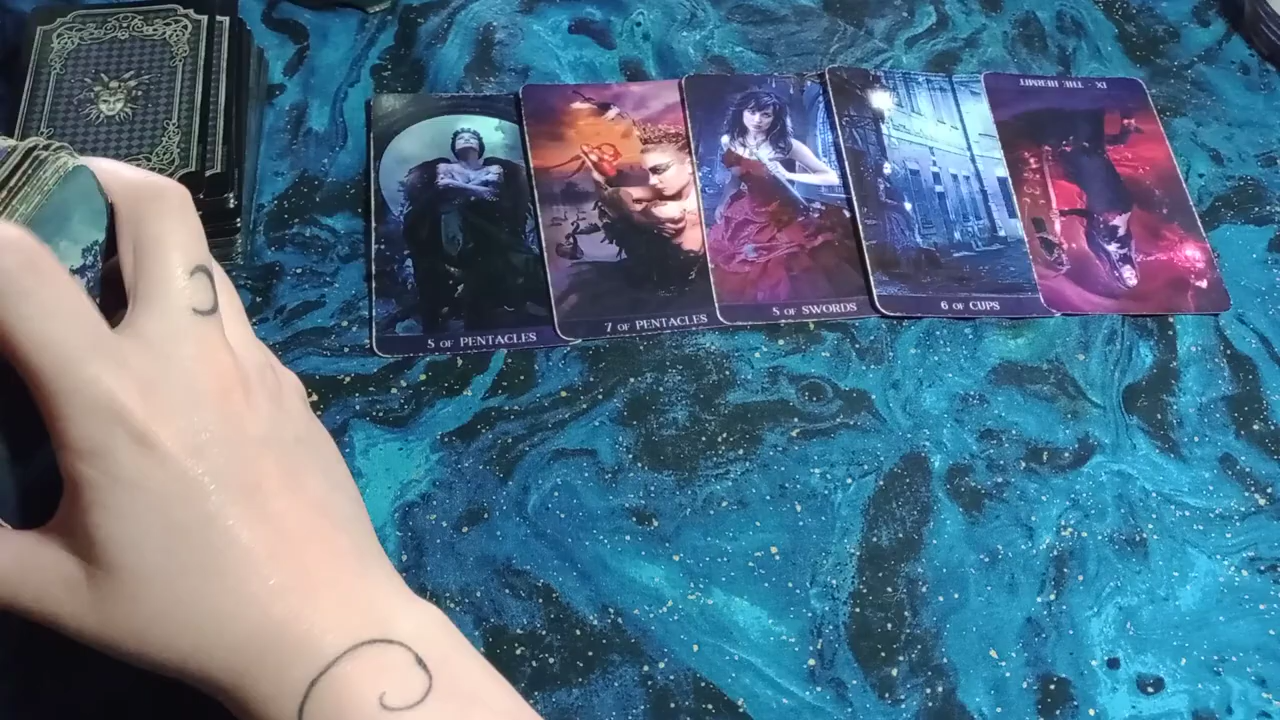 5 OF PENTACLES
7 OF PENTACLES
5 OF SWORDS
6 OF CUPS
IX THE HERMIT